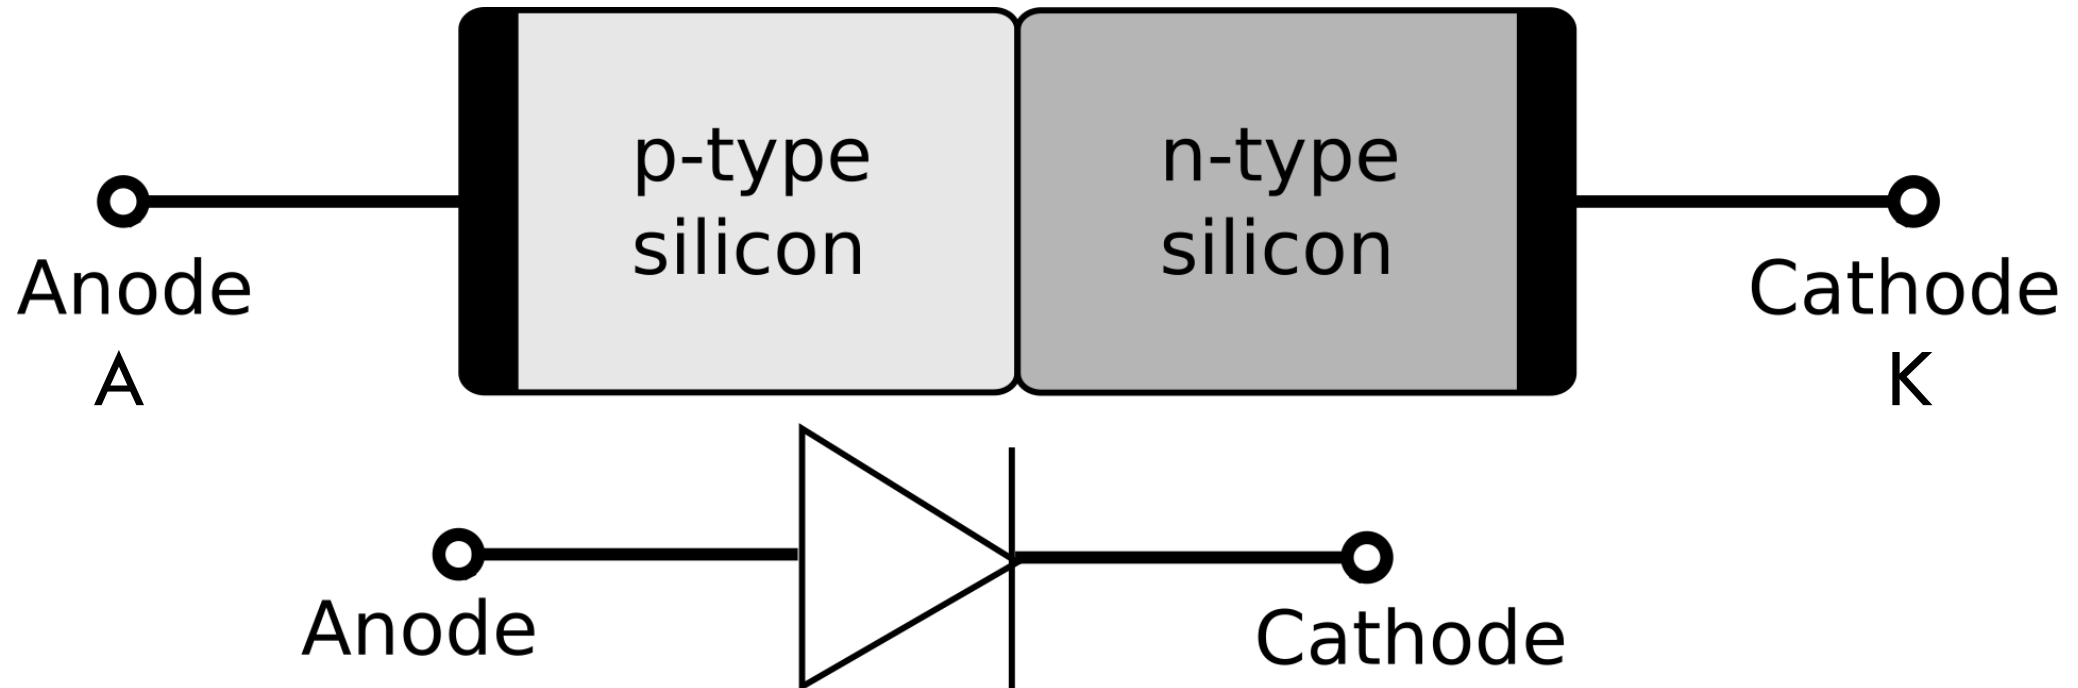 p-type
silicon
n-type
silicon
Anode
A
Cathode
K
Anode
Cathode